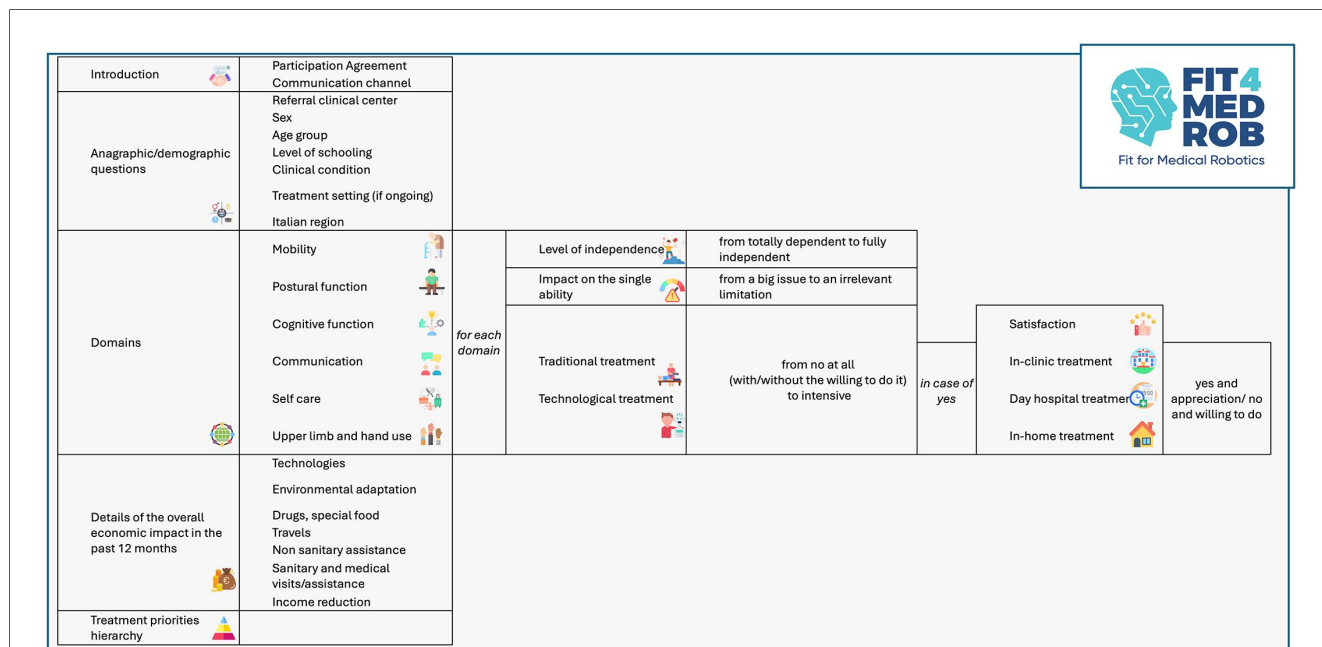 Introduction
Participation Agreement
Communication channel
Anagraphic/demographic
questions
Referral clinical center
Sex
Age group
Level of schooling
Clinical condition
Treatment setting (if ongoing)
Italian region
Domains
Mobility
Postural function
Cognitive function
Communication
Self care
Upper limb and hand use
for each
domain
Level of independence
from totally dependent to fully
independent
Impact on the single
ability
from a big issue to an irrelevant
limitation
Traditional treatment
Technological treatment
from no at all
(with/without the willing to do it)
to intensive
in case of
yes
Satisfaction
In-clinic treatment
Day hospital treatmen
In-home treatment
yes and
appreciation/ no
and willing to do
Details of the overall
economic impact in the
past 12 months
Technologies
Environmental adaptation
Drugs, special food
Travels
Non sanitary assistance
Sanitary and medical
visits/assistance
Income reduction
Treatment priorities
hierarchy
FIT4
MED
ROB
Fit for Medical Robotics